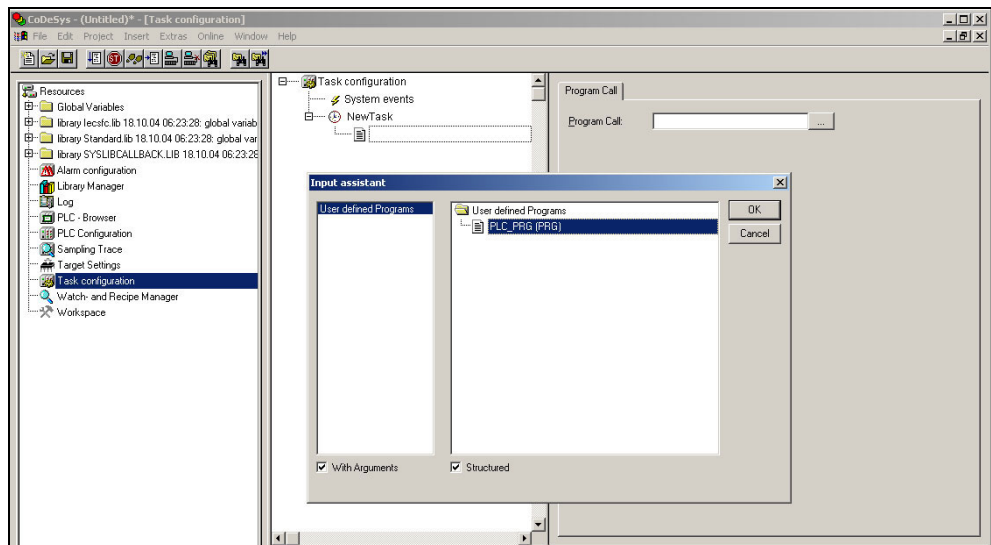 CoDeSys - (Untitled)* - [Task configuration]
File Edit Project Insert Extras Online Window Help
Resources
Global Variables
library Iecsfc.lib 18.10.04 06:23:28: global variab
library Standard.lib 18.10.04 06:23:28: global var
library SYSLIBCALLBACK.LIB 18.10.04 06:23:28
Alarm configuration
Library Manager
Log
PLC - Browser
PLC Configuration
Sampling Trace
Target Settings
Task configuration
Watch- and Recipe Manager
Workspace
Task configuration
System events
NewTask
Program Call
Program Call:
...
Input assistant
User defined Programs
User defined Programs
PLC_PRG (PRG)
OK
Cancel
With Arguments
Structured